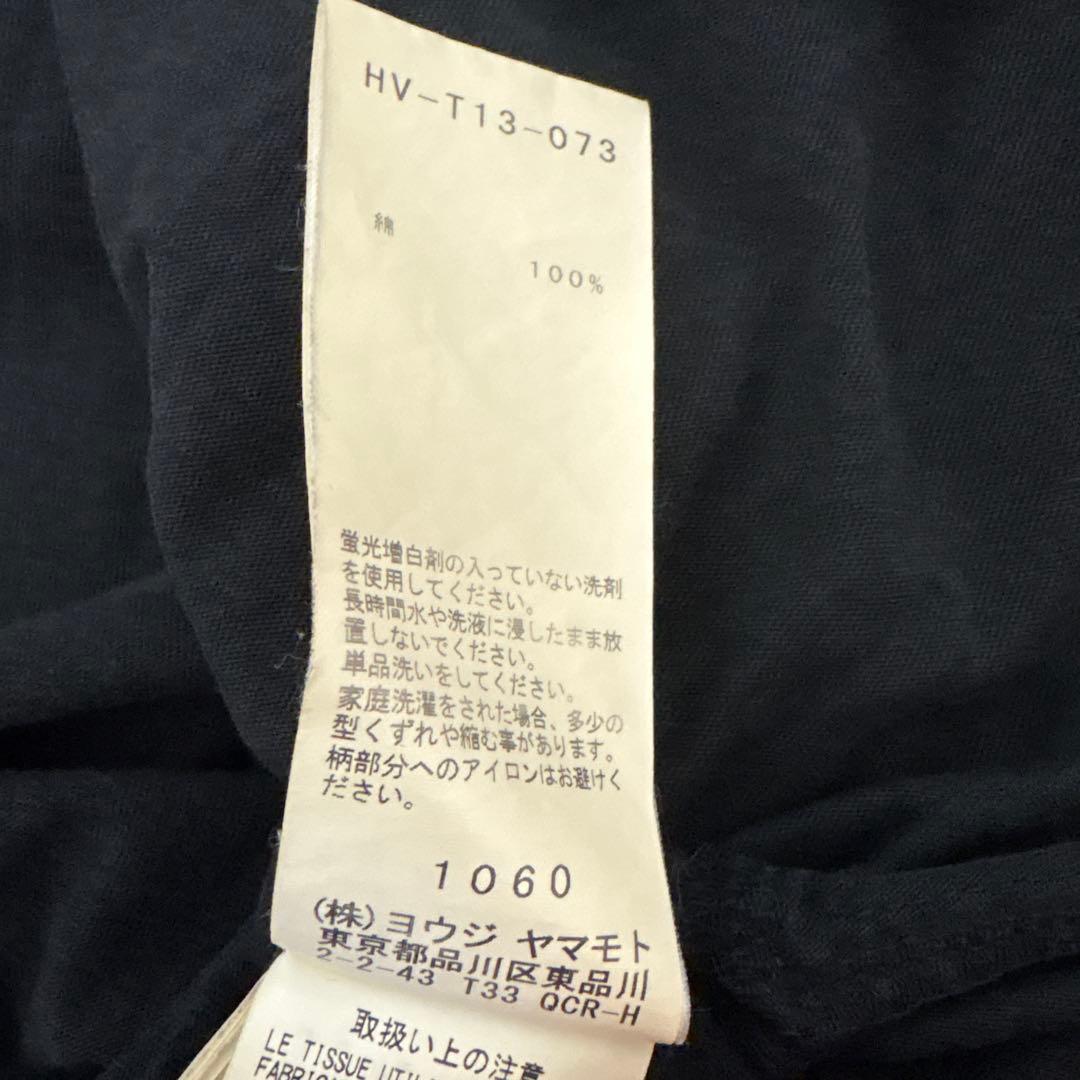 HV-T13-073
綿
100%
蛍光増白剤の入っていない洗剤
を使用してください。
長時間水や洗液に浸したまま放
置しないでください。
単品洗いをしてください。
家庭洗濯をされた場合、多少の
型くずれや縮む事があります。
柄部分へのアイロンはお避けく
ださい。
1060
(株)ヨウジ ヤマモト
東京都品川区東品川
2-2-43 T33 QCR-H
取扱い上の注意
LE TISSUE